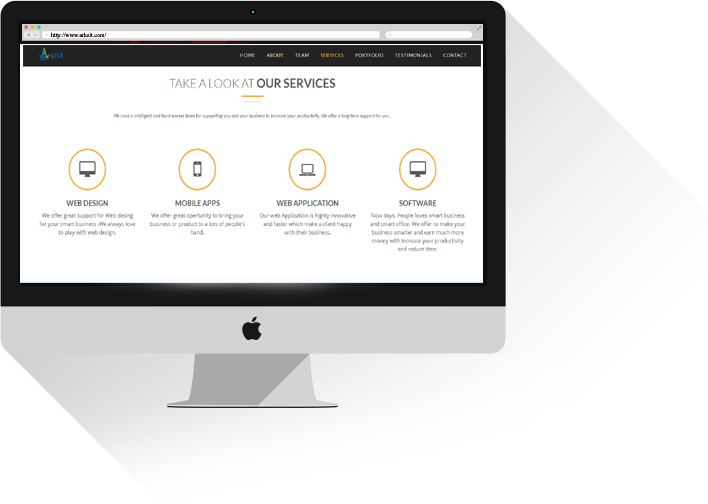 http://www.arkeit.com/
HOME ABOUT TEAM SERVICES PORTFOLIO TESTIMONIALS CONTACT
TAKE A LOOK AT OUR SERVICES
We have a intelligent and hard worker team for supporting you and your business to increase your productivity. We offer a long term support for you.
WEB DESIGN
We offer great support for Web desing
for your smart business .We always love
to play with web design.
MOBILE APPS
We offer great oportunity to bring your
business or product to a lots of people's
hand.
WEB APPLICATION
Our web Application is highly innovative
and faster which make a client happy
with their business.
SOFTWARE
Now days, People loves smart business
and smart office. We offer to make your
business smarter and earn much more
money with Increase your productivity
and reduce time.